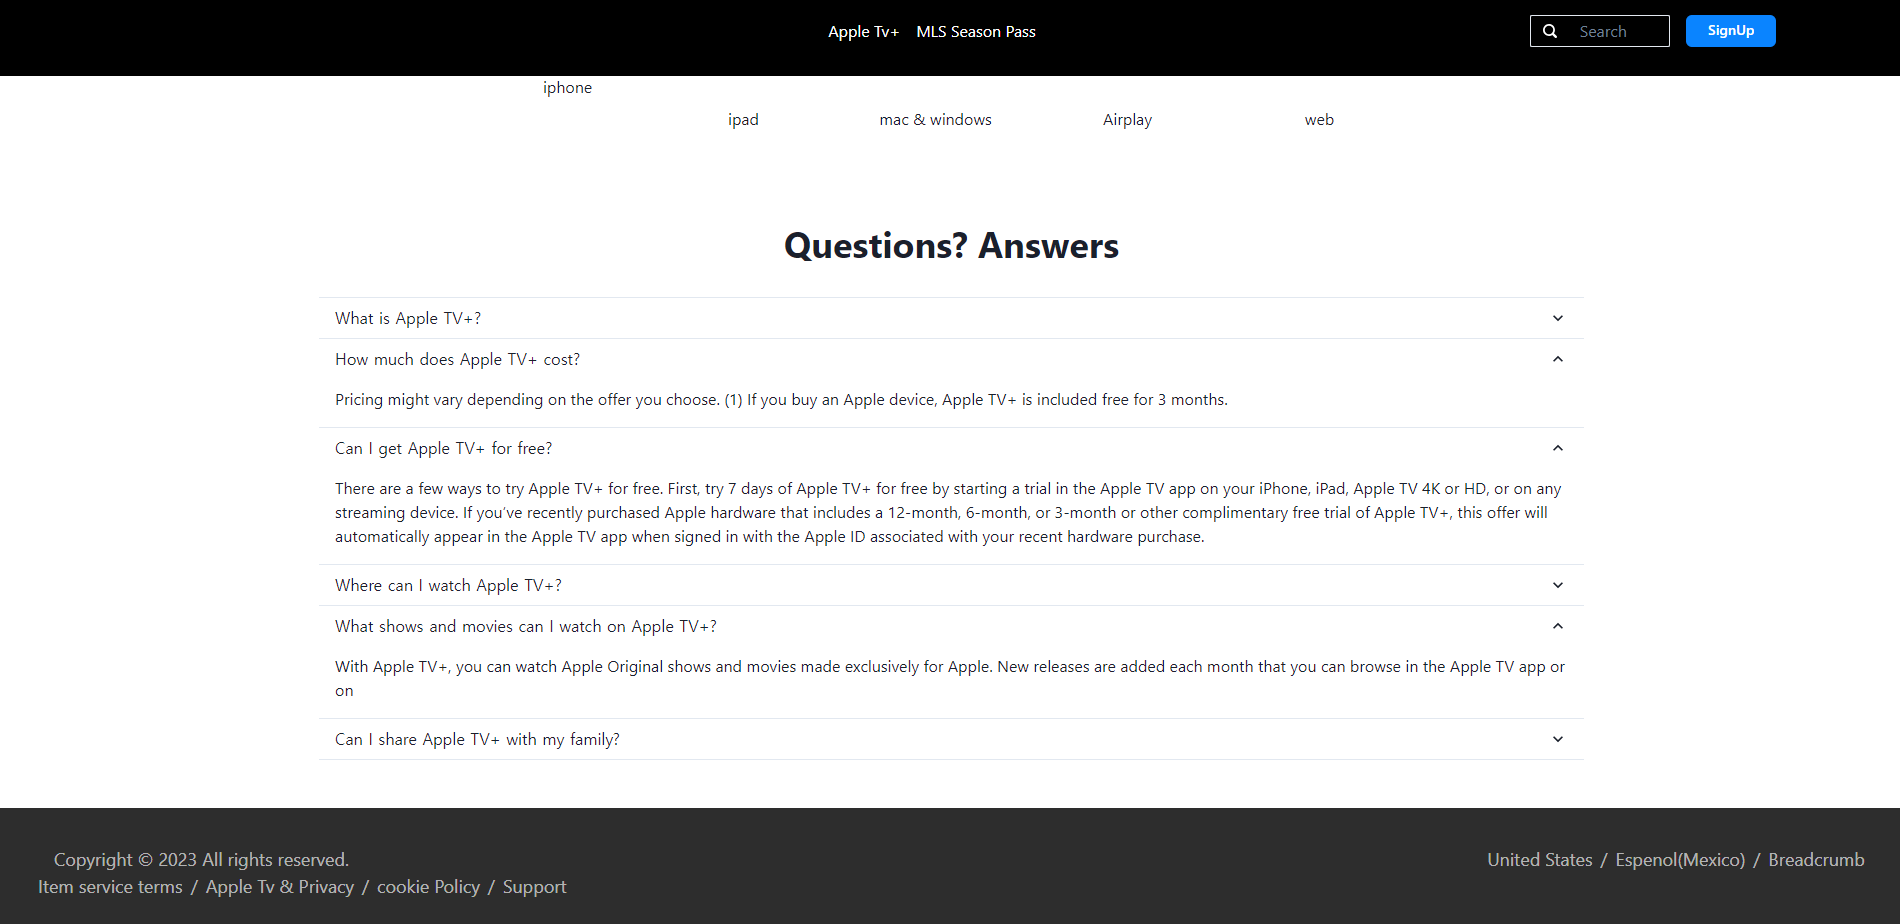 Apple Tv+ MLS Season Pass Search SignUp
iphone
ipad mac & windows Airplay web
Questions? Answers
What is Apple TV+?
How much does Apple TV+ cost?
Pricing might vary depending on the offer you choose. (1) If you buy an Apple device, Apple TV+ is included free for 3 months.
Can I get Apple TV+ for free?
There are a few ways to try Apple TV+ for free. First, try 7 days of Apple TV+ for free by starting a trial in the Apple TV app on your iPhone, iPad, Apple TV 4K or HD, or on any
streaming device. If you’ve recently purchased Apple hardware that includes a 12-month, 6-month, or 3-month or other complimentary free trial of Apple TV+, this offer will
automatically appear in the Apple TV app when signed in with the Apple ID associated with your recent hardware purchase.
Where can I watch Apple TV+?
What shows and movies can I watch on Apple TV+?
With Apple TV+, you can watch Apple Original shows and movies made exclusively for Apple. New releases are added each month that you can browse in the Apple TV app or
on
Can I share Apple TV+ with my family?
Copyright © 2023 All rights reserved.
Item service terms / Apple Tv & Privacy / cookie Policy / Support
United States / Espenol(Mexico) / Breadcrumb